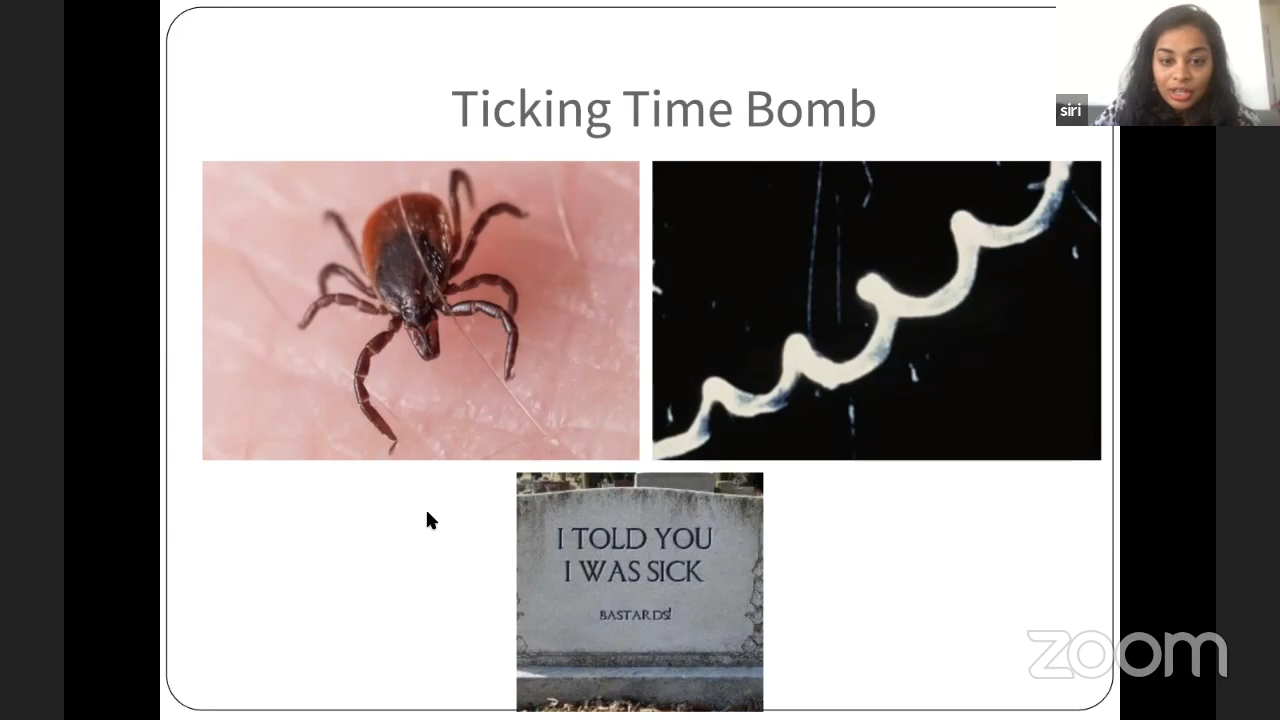 Ticking Time Bomb
siri
I TOLD YOU
I WAS SICK
BASTARDS!
zoom